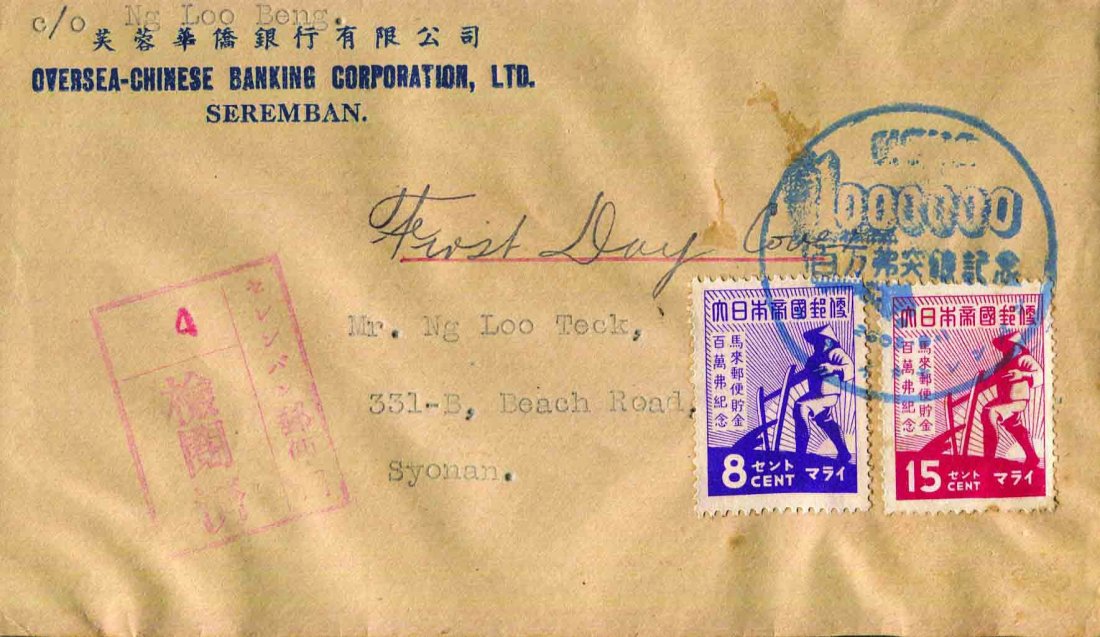 c/o Ng Loo Beng.
芙蓉華僑銀行有限公司
OVERSEA-CHINESE BANKING CORPORATION, LTD.
SEREMBAN.
First Day Cover
1000000
百万弗突破記念
Mr. Ng Loo Teck,
331-B, Beach Road,
Syonan.
4
セレンバン郵便
検閲
大日本帝國郵便
馬來郵便貯金
百萬弗紀念
8 セント
CENT
マライ
大日本帝國郵便
馬來郵便貯金
百萬弗紀念
15 セント
CENT
マライ